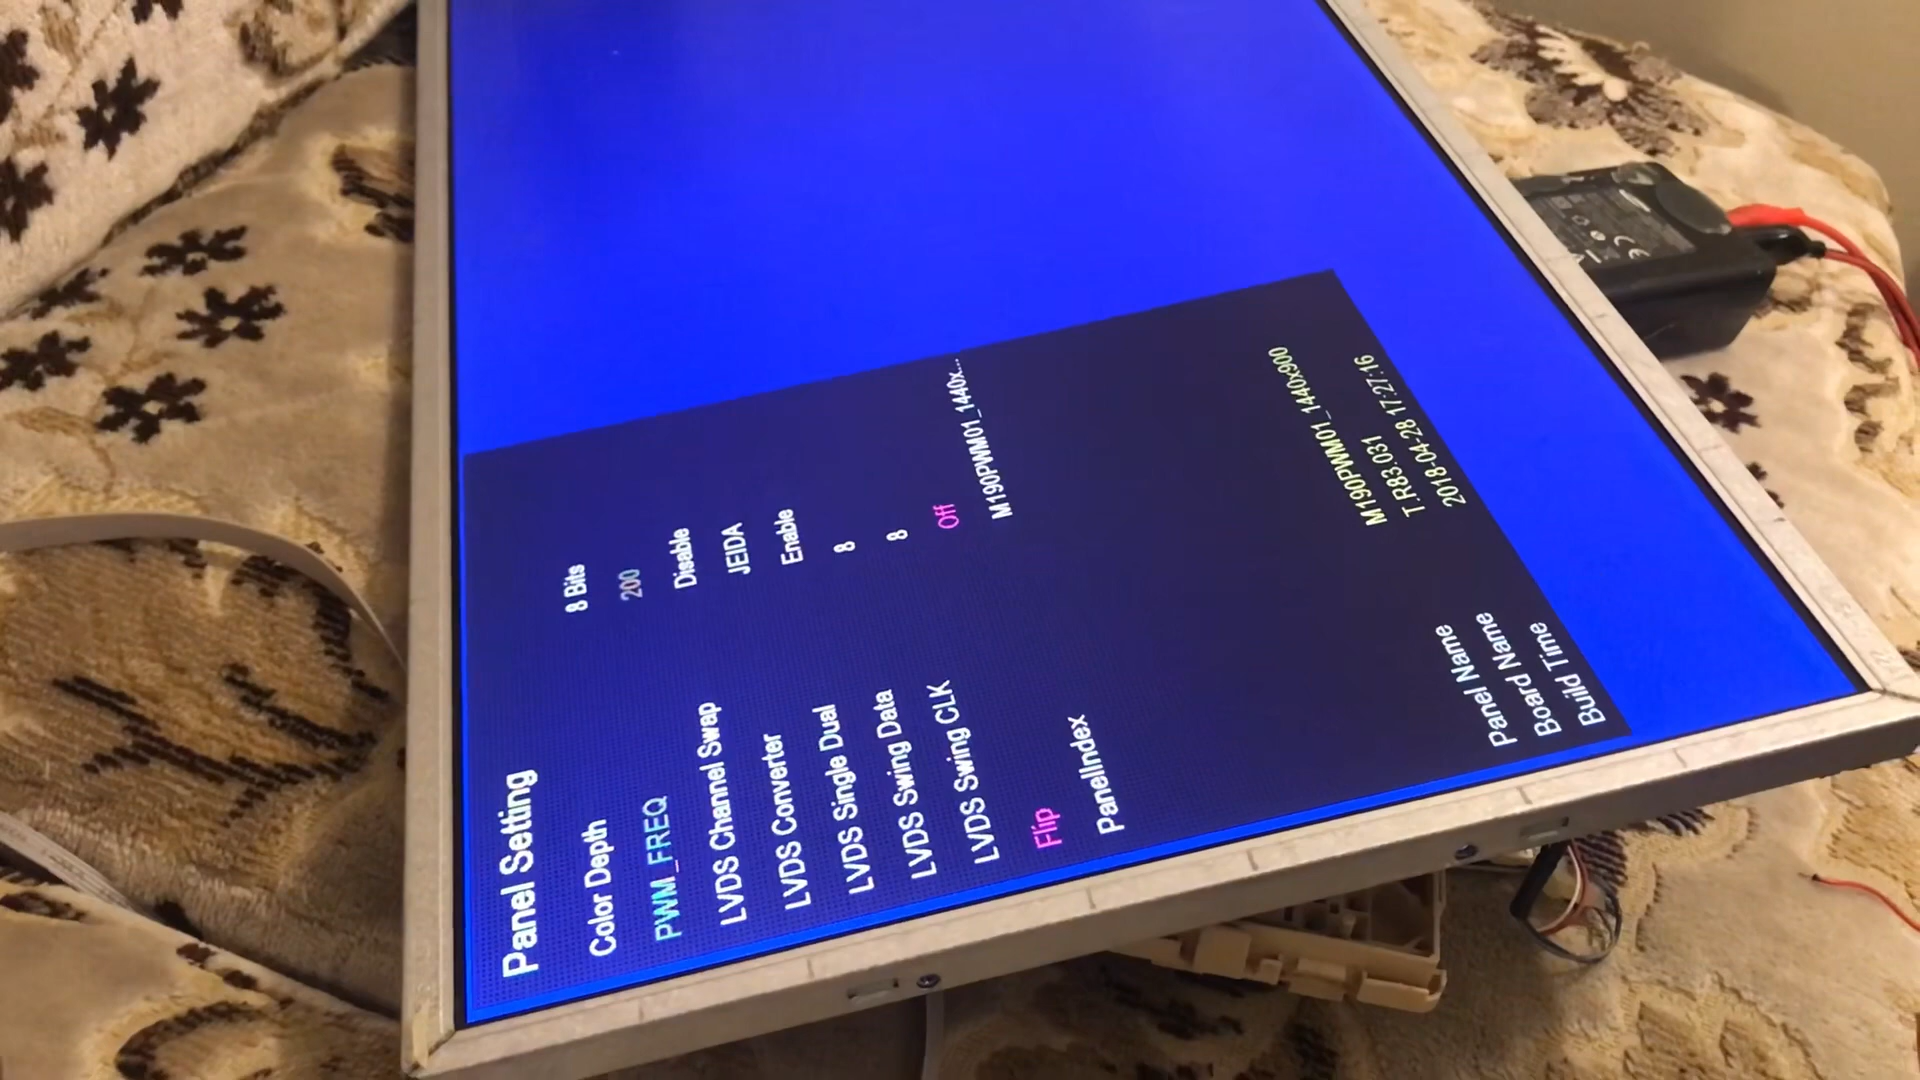 Panel Setting
Color Depth 8 Bits
PWM_FREQ 200
LVDS Channel Swap Disable
LVDS Converter JEIDA
LVDS Single Dual Enable
LVDS Swing Data 8
LVDS Swing CLK 8
Flip Off
PanelIndex M190PWM01_1440x...
Panel Name M190PWM01_1440x900
Board Name T.R83.031
Build Time 2018-04-28 17:27:16